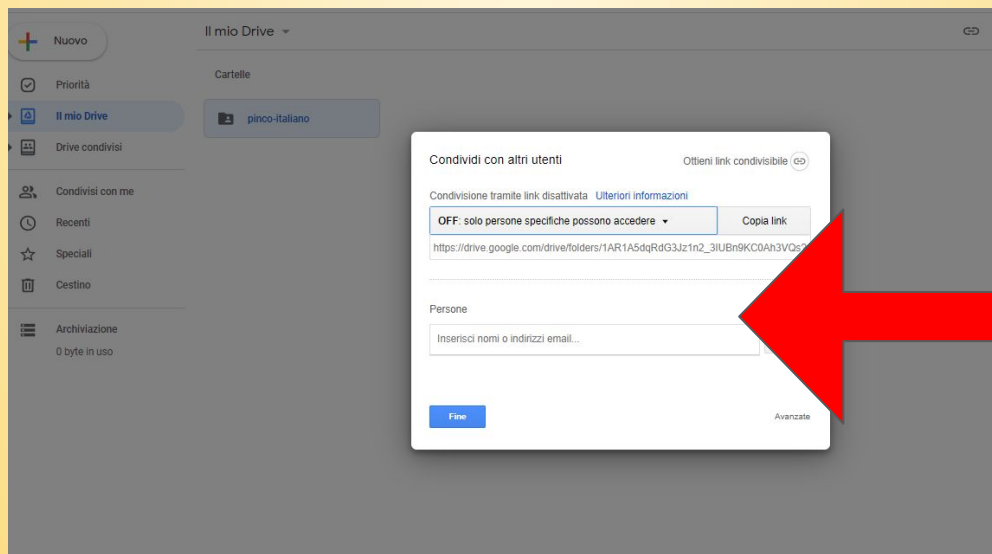 Nuovo
Il mio Drive
Cartelle
Priorità
Il mio Drive
pinco-italiano
Drive condivisi
Condivisi con me
Recenti
Speciali
Cestino
Archiviazione
0 byte in uso
Condividi con altri utenti
Ottieni link condivisibile
Condivisione tramite link disattivata Ulteriori informazioni
OFF: solo persone specifiche possono accedere
Copia link
Persone
Inserisci nomi o indirizzi email...
Fine
Avanzate